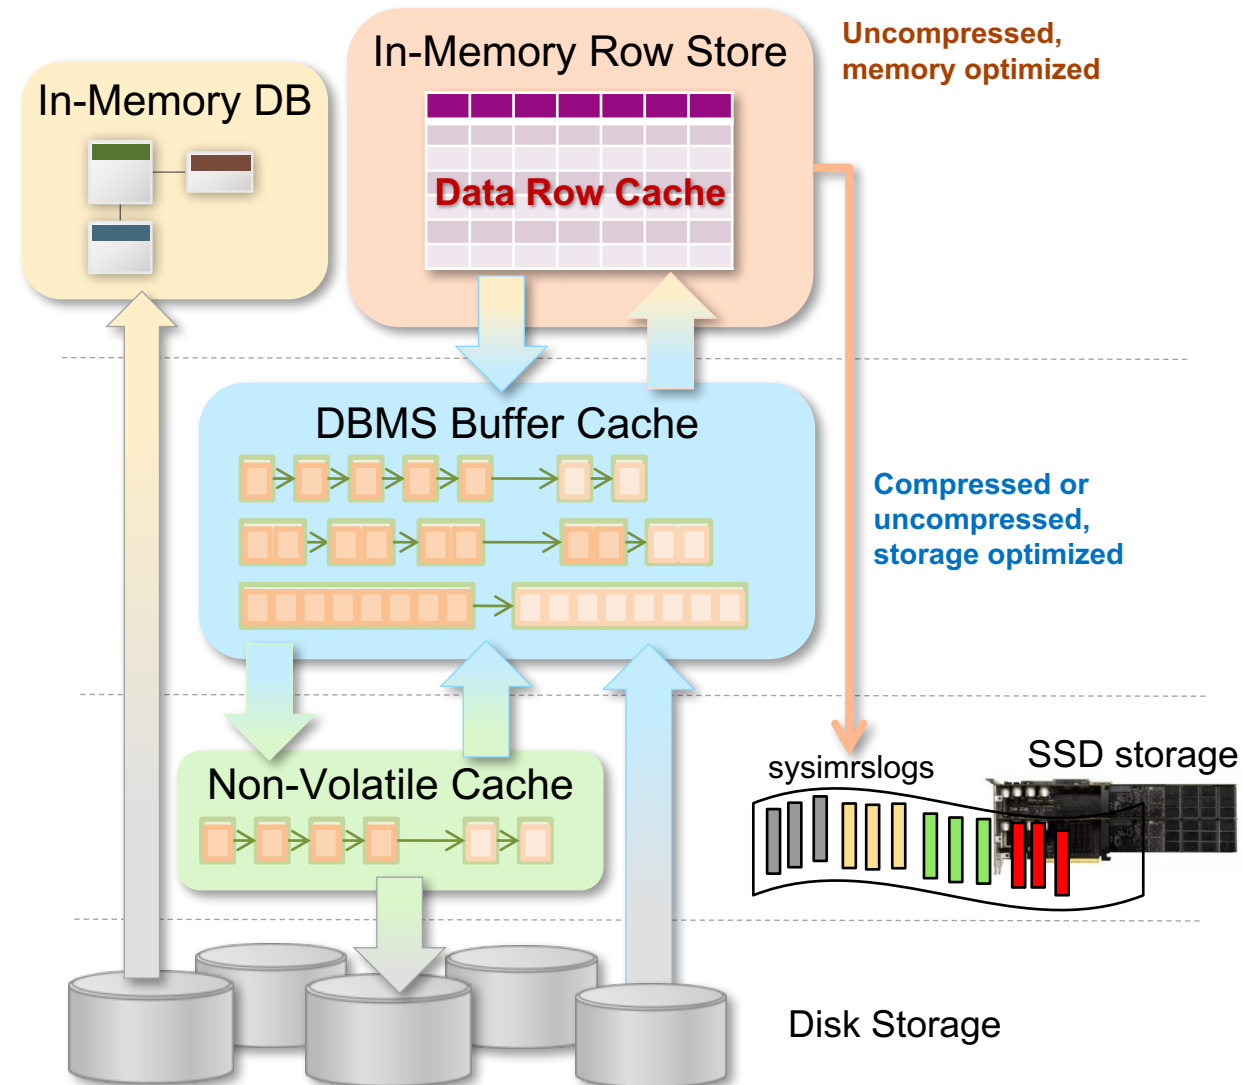 In-Memory Row Store
Uncompressed,
memory optimized
In-Memory DB
Data Row Cache
DBMS Buffer Cache
Compressed or
uncompressed,
storage optimized
SSD storage
sysimrslogs
Non-Volatile Cache
Disk Storage